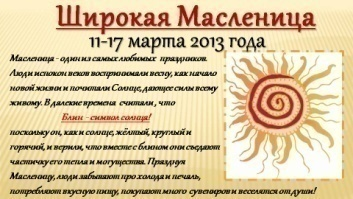 Широкая Масленица
11-17 марта 2013 года
Масленица - один из самых любимых праздников.
Люди испокон веков воспринимали весну, как начало
новой жизни и почитали Солнце, дающее силы всему
живому. В далекие времена считали, что
Блин - символ солнца!
поскольку он, как и солнце, жёлтый, круглый и
горячий, и верили, что вместе с блином они съедают
частичку его тепла и могущества. Празднуя
Масленицу, люди забывают про холода и печаль,
потребляют вкусную пищу, покупают много сувениров и веселятся от души!